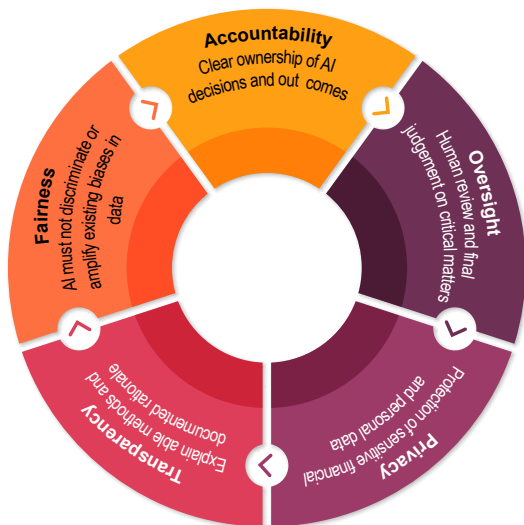 Accountability
Clear ownership of AI
decisions and out comes
Oversight
Human review and final
judgement on critical matters
Privacy
Protection of sensitive financial
and personal data
Transparency
Explain able methods and
documented rationale
Fairness
AI must not discriminate or
amplify existing biases in
data